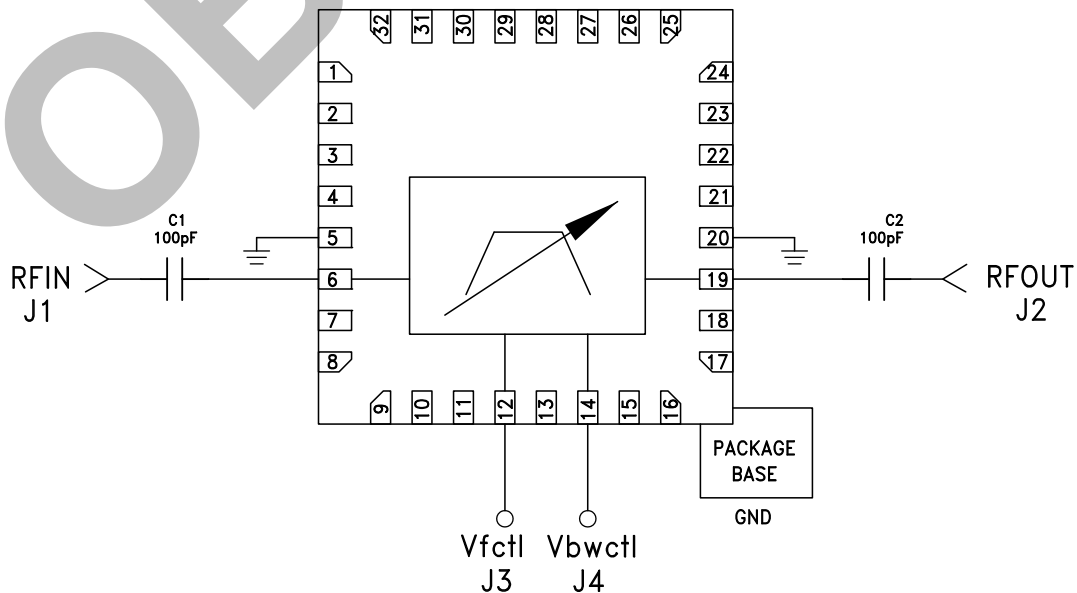 OB
32 31 30 29 28 27 26 25
1
2
3
4
5
6
7
8
24
23
22
21
20
19
18
17
C1
100pF
C2
100pF
RFIN
J1
RFOUT
J2
9 10 11 12 13 14 15 16
PACKAGE
BASE
GND
Vfctl
J3
Vbwctl
J4